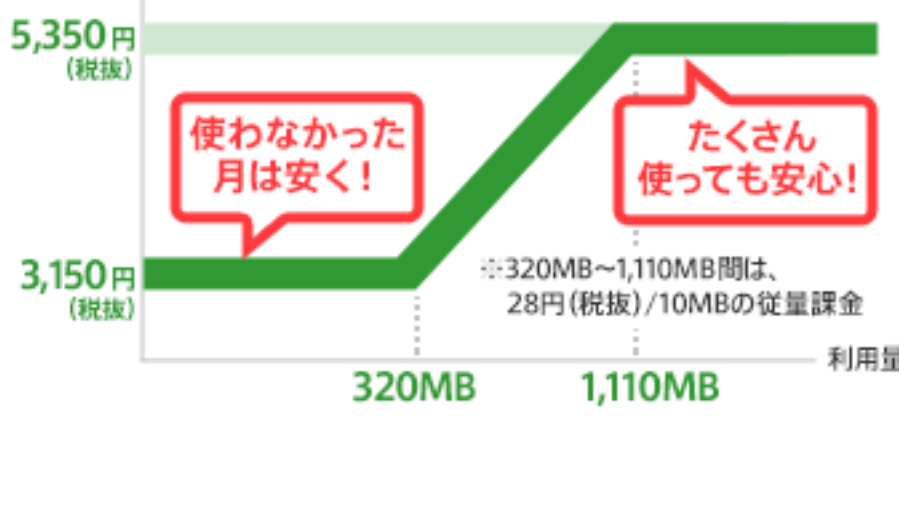 5,350円
(税抜)
使わなかった
月は安く!
たくさん
使っても安心!
3,150円
(税抜)
※320MB～1,110MB間は、
28円(税抜)/10MBの従量課金
利用量
320MB
1,110MB